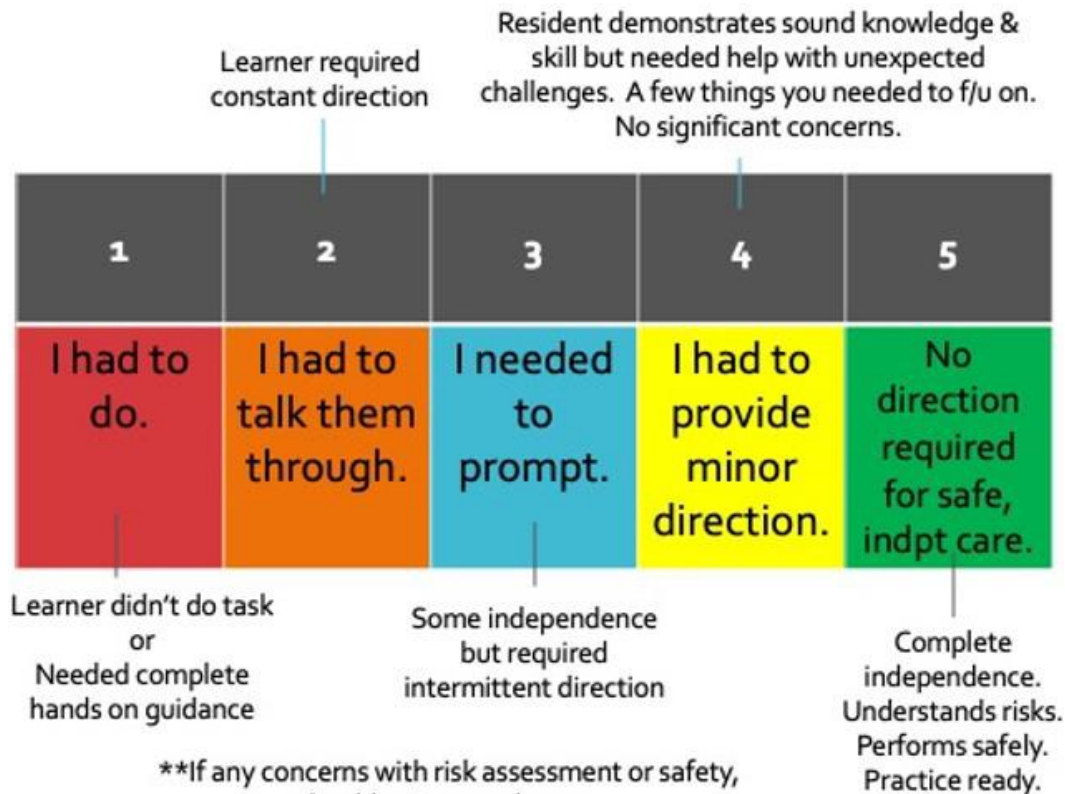 Learner required
constant direction
Resident demonstrates sound knowledge &
skill but needed help with unexpected
challenges. A few things you needed to f/u on.
No significant concerns.
1
2
3
4
5
I had to
do.
I had to
talk them
through.
I needed
to
prompt.
I had to
provide
minor
direction.
No
direction
required
for safe,
indpt care.
Learner didn't do task
or
Needed complete
hands on guidance
Some independence
but required
intermittent direction
Complete
independence.
Understands risks.
Performs safely.
Practice ready.
**If any concerns with risk assessment or safety,